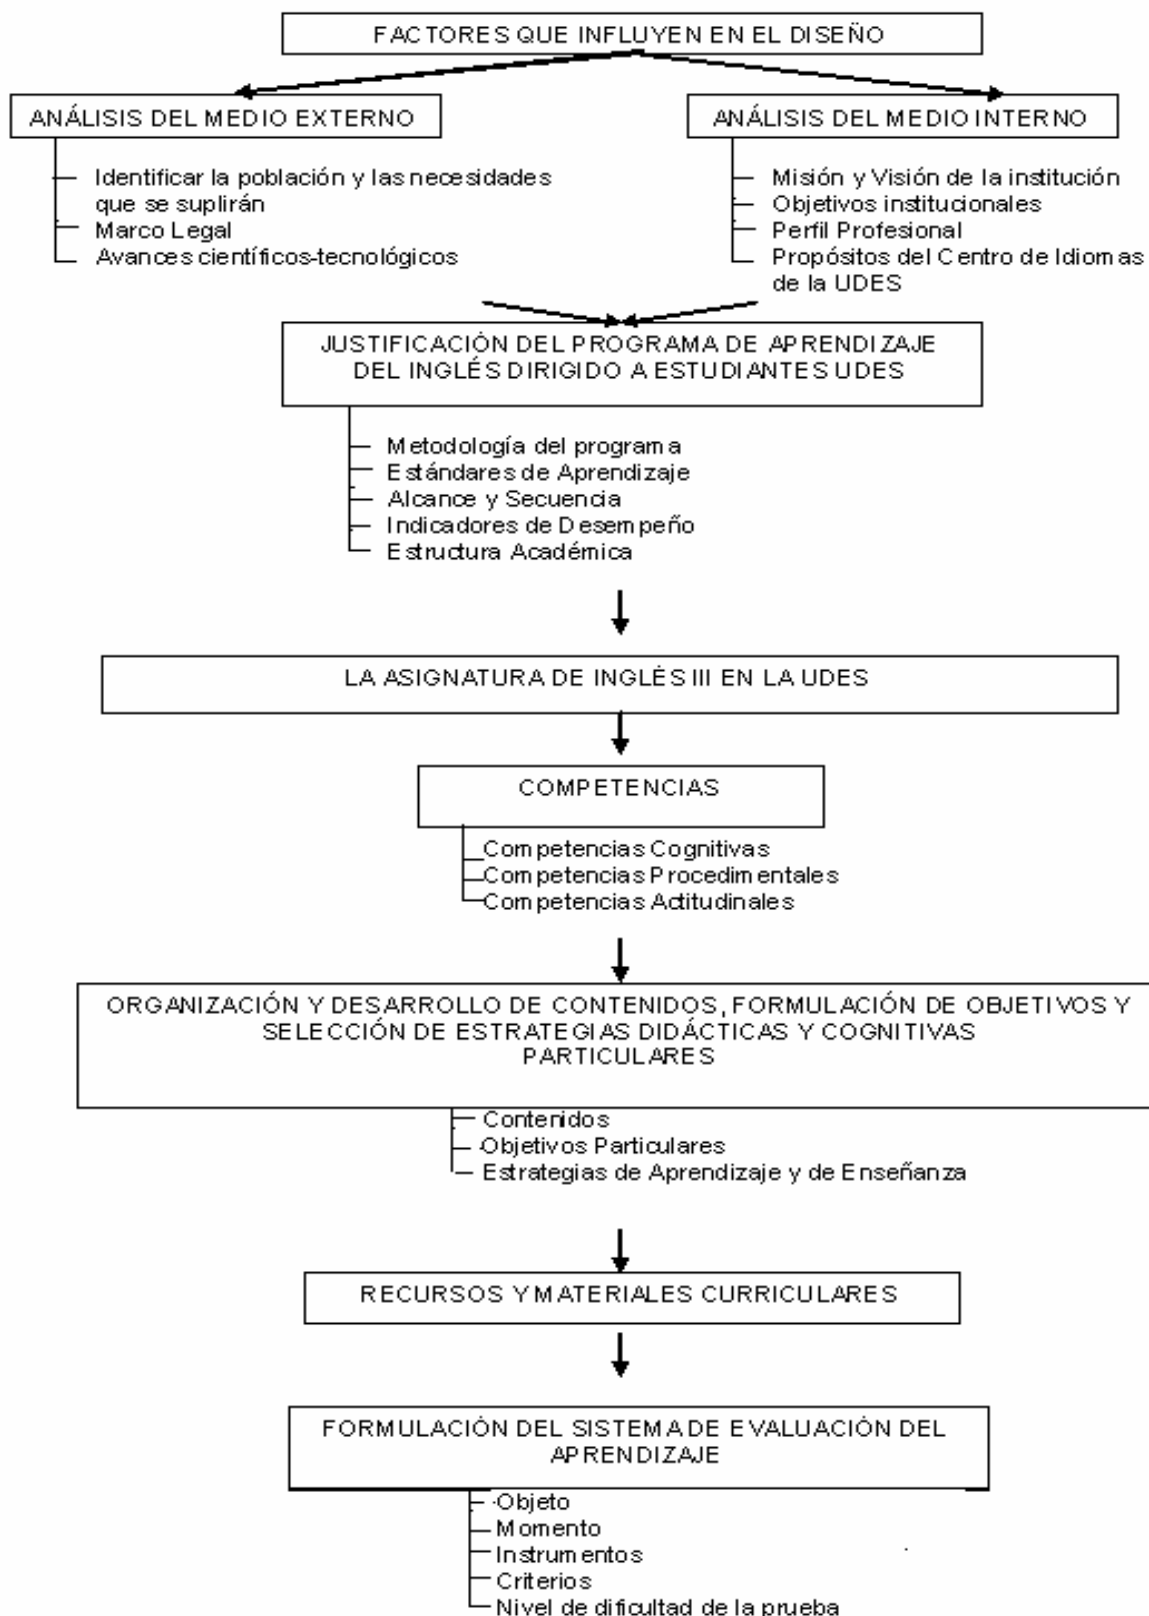 FACTORES QUE INFLUYEN EN EL DISEÑO
ANÁLISIS DEL MEDIO EXTERNO
Identificar la población y las necesidades
que se suplirán
Marco Legal
Avances científicos-tecnológicos
ANÁLISIS DEL MEDIO INTERNO
Misión y Visión de la institución
Objetivos institucionales
Perfil Profesional
Propósitos del Centro de Idiomas
de la UDES
JUSTIFICACIÓN DEL PROGRAMA DE APRENDIZAJE
DEL INGLÉS DIRIGIDO A ESTUDIANTES UDES
Metodología del programa
Estándares de Aprendizaje
Alcance y Secuencia
Indicadores de Desempeño
Estructura Académica
LA ASIGNATURA DE INGLÉS III EN LA UDES
COMPETENCIAS
Competencias Cognitivas
Competencias Procedimentales
Competencias Actitudinales
ORGANIZACIÓN Y DESARROLLO DE CONTENIDOS, FORMULACIÓN DE OBJETIVOS Y
SELECCIÓN DE ESTRATEGIAS DIDÁCTICAS Y COGNITIVAS
PARTICULARES
Contenidos
Objetivos Particulares
Estrategias de Aprendizaje y de Enseñanza
RECURSOS Y MATERIALES CURRICULARES
FORMULACIÓN DEL SISTEMA DE EVALUACIÓN DEL
APRENDIZAJE
Objeto
Momento
Instrumentos
Criterios
Nivel de dificultad de la prueba